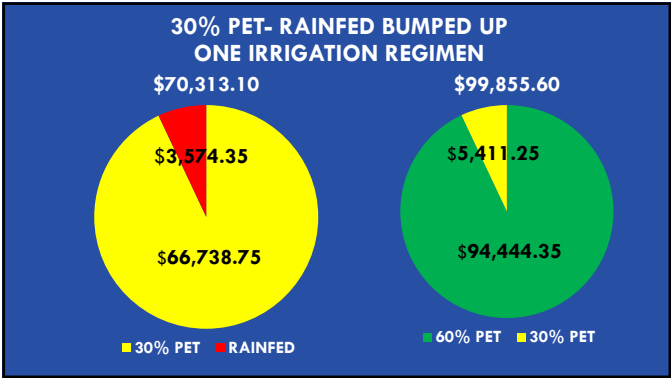 30% PET- RAINFED BUMPED UP
ONE IRRIGATION REGIMEN
$70,313.10
$3,574.35
$66,738.75
30% PET RAINFED
$99,855.60
$5,411.25
$94,444.35
60% PET 30% PET